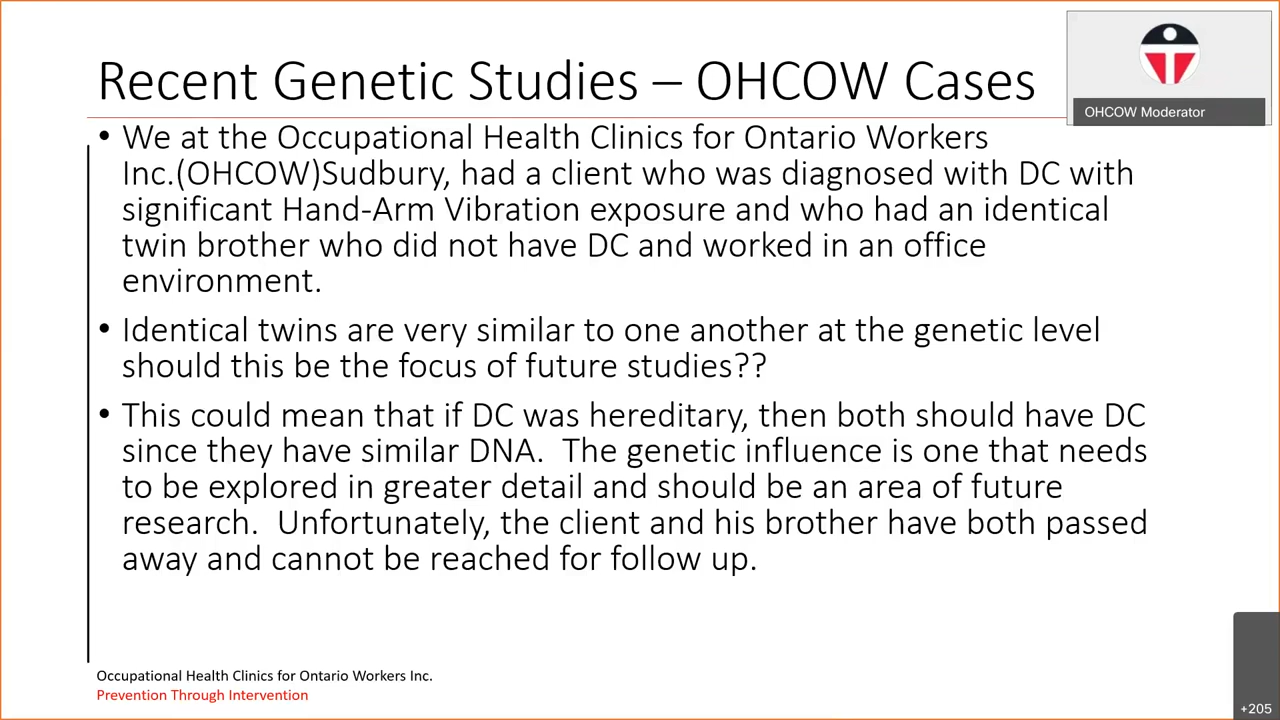 Recent Genetic Studies – OHCOW Cases
OHCOW Moderator
• We at the Occupational Health Clinics for Ontario Workers
Inc.(OHCOW)Sudbury, had a client who was diagnosed with DC with
significant Hand-Arm Vibration exposure and who had an identical
twin brother who did not have DC and worked in an office
environment.
• Identical twins are very similar to one another at the genetic level
should this be the focus of future studies??
• This could mean that if DC was hereditary, then both should have DC
since they have similar DNA.  The genetic influence is one that needs
to be explored in greater detail and should be an area of future
research.  Unfortunately, the client and his brother have both passed
away and cannot be reached for follow up.
Occupational Health Clinics for Ontario Workers Inc.
Prevention Through Intervention
+205